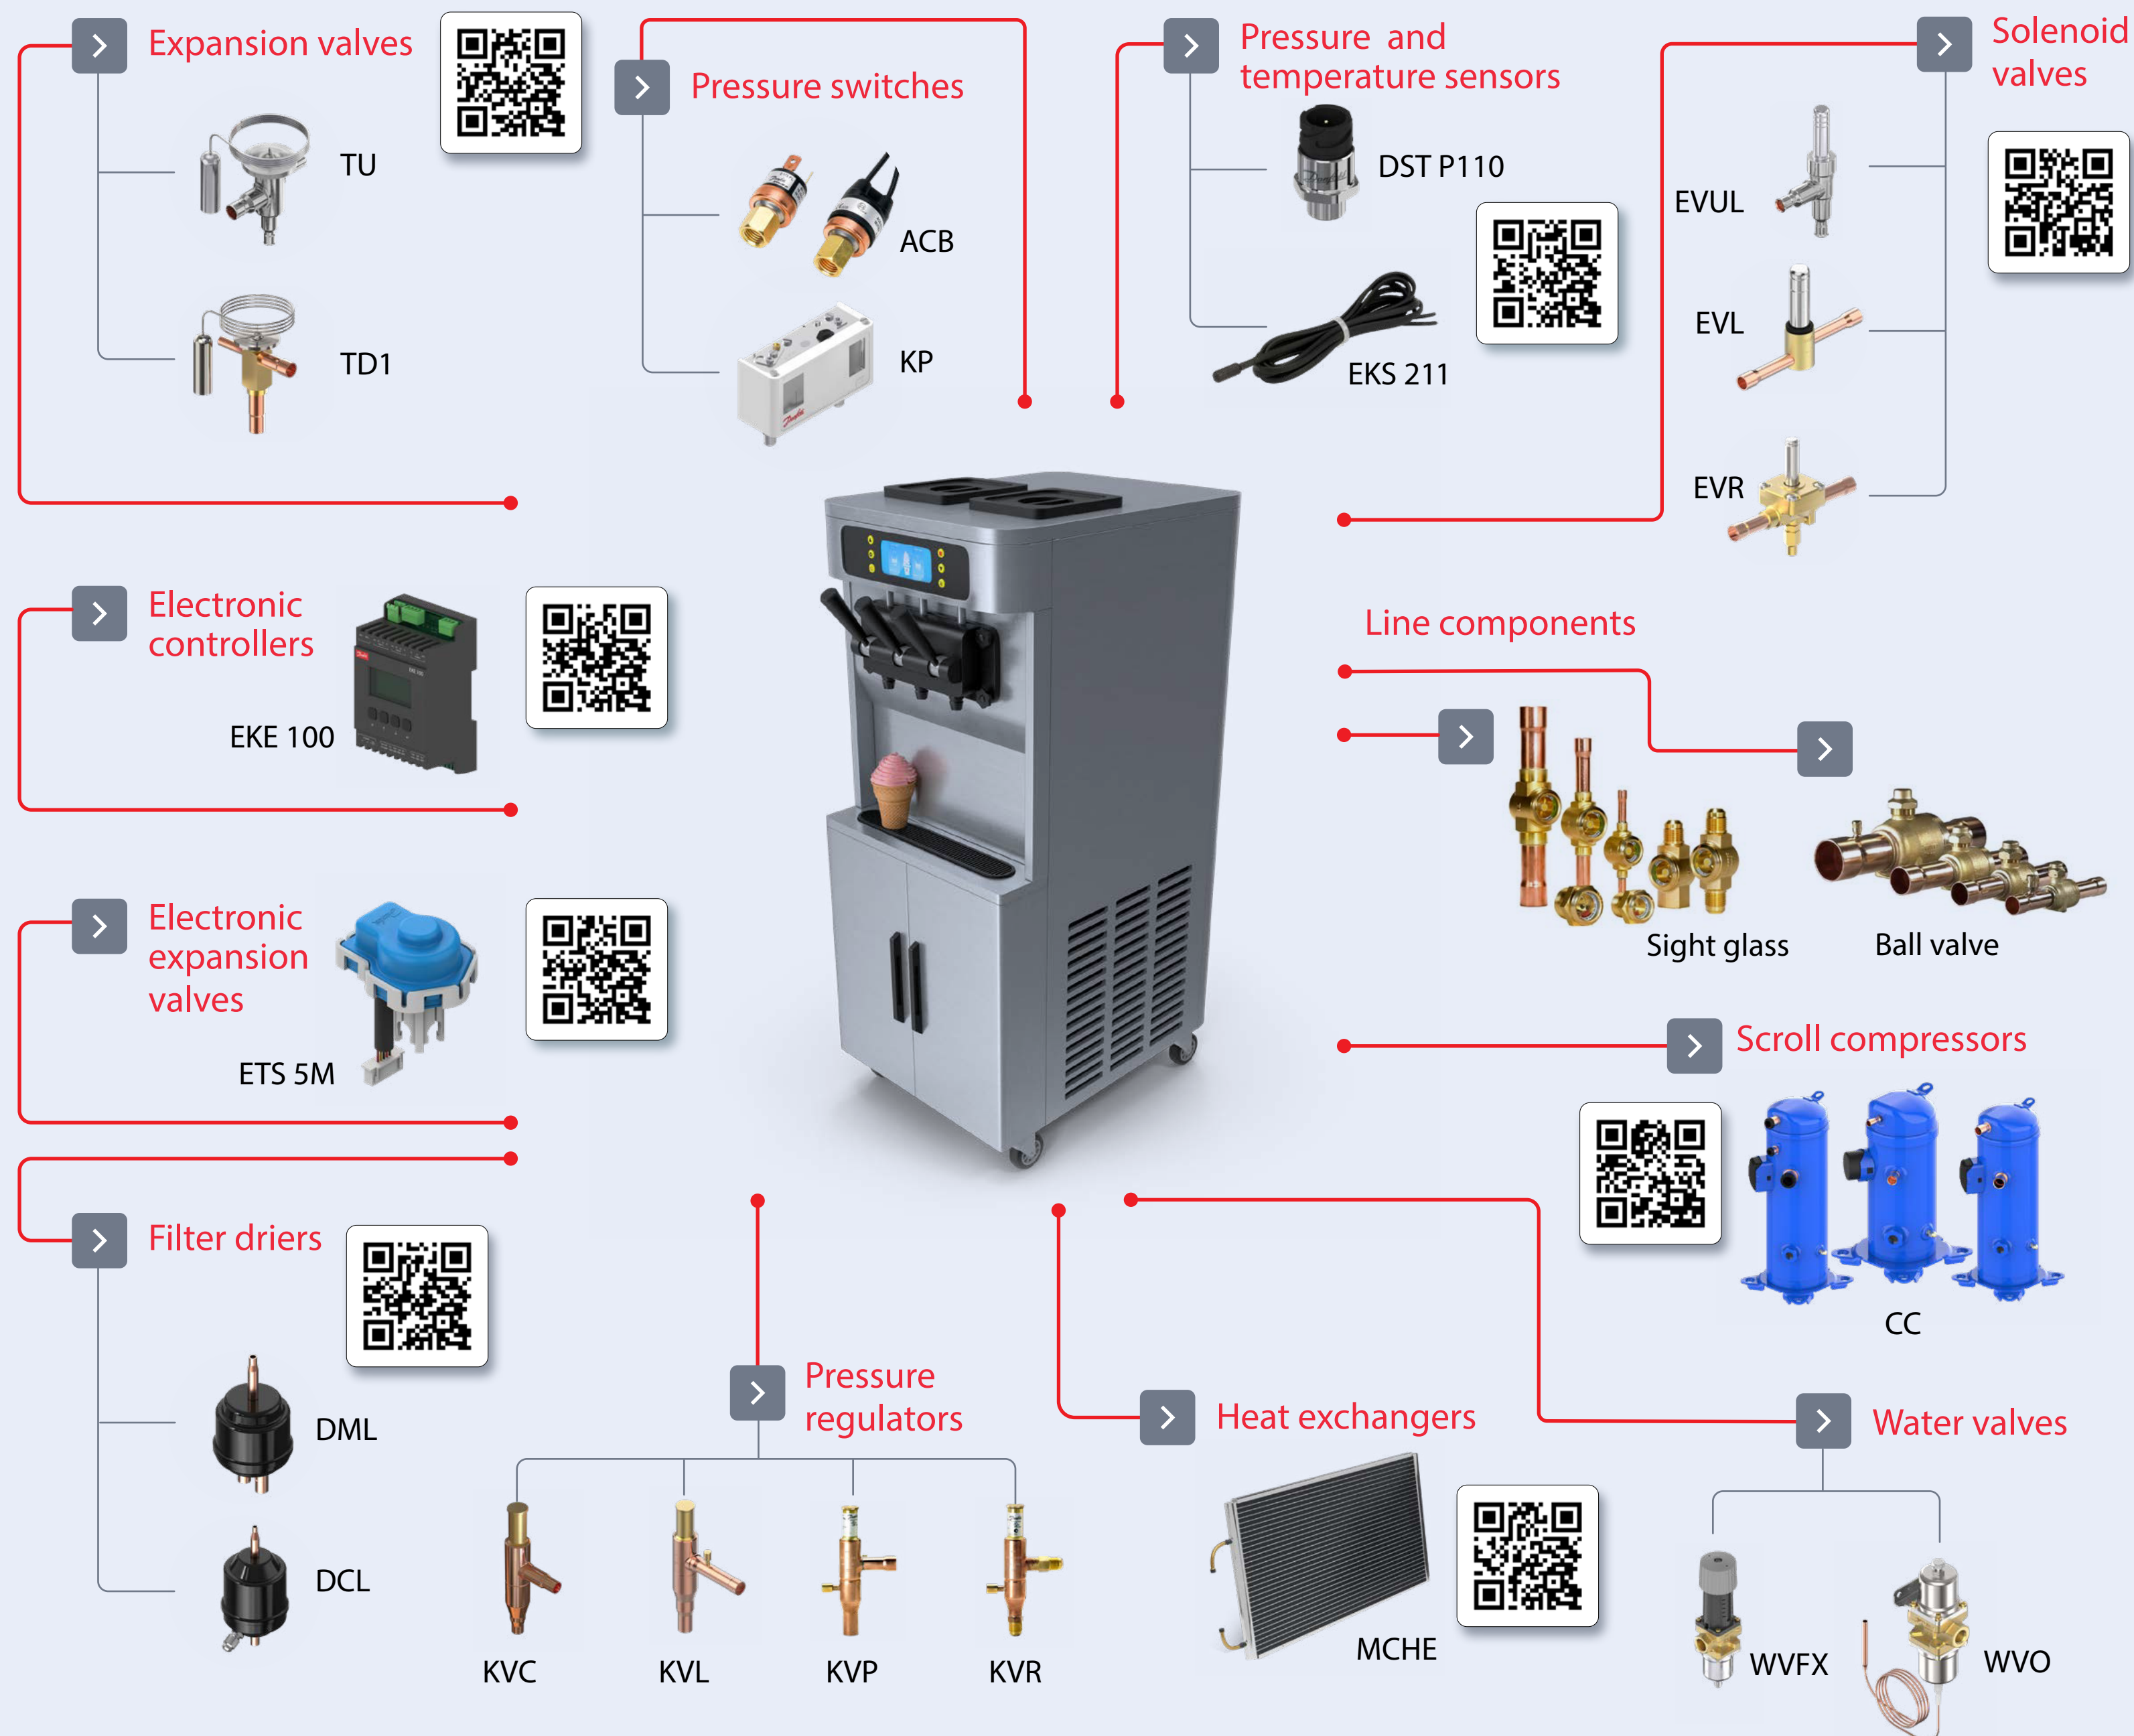 Expansion valves
TU
TD1
Pressure switches
ACB
KP
Pressure and
temperature sensors
DST P110
EKS 211
Solenoid
valves
EVUL
EVL
EVR
Electronic
controllers
EKE 100
Line components
Sight glass
Ball valve
Electronic
expansion
valves
ETS 5M
Scroll compressors
CC
Filter driers
DML
DCL
Pressure
regulators
KVC
KVL
KVP
KVR
Heat exchangers
MCHE
Water valves
WVFX
WVO